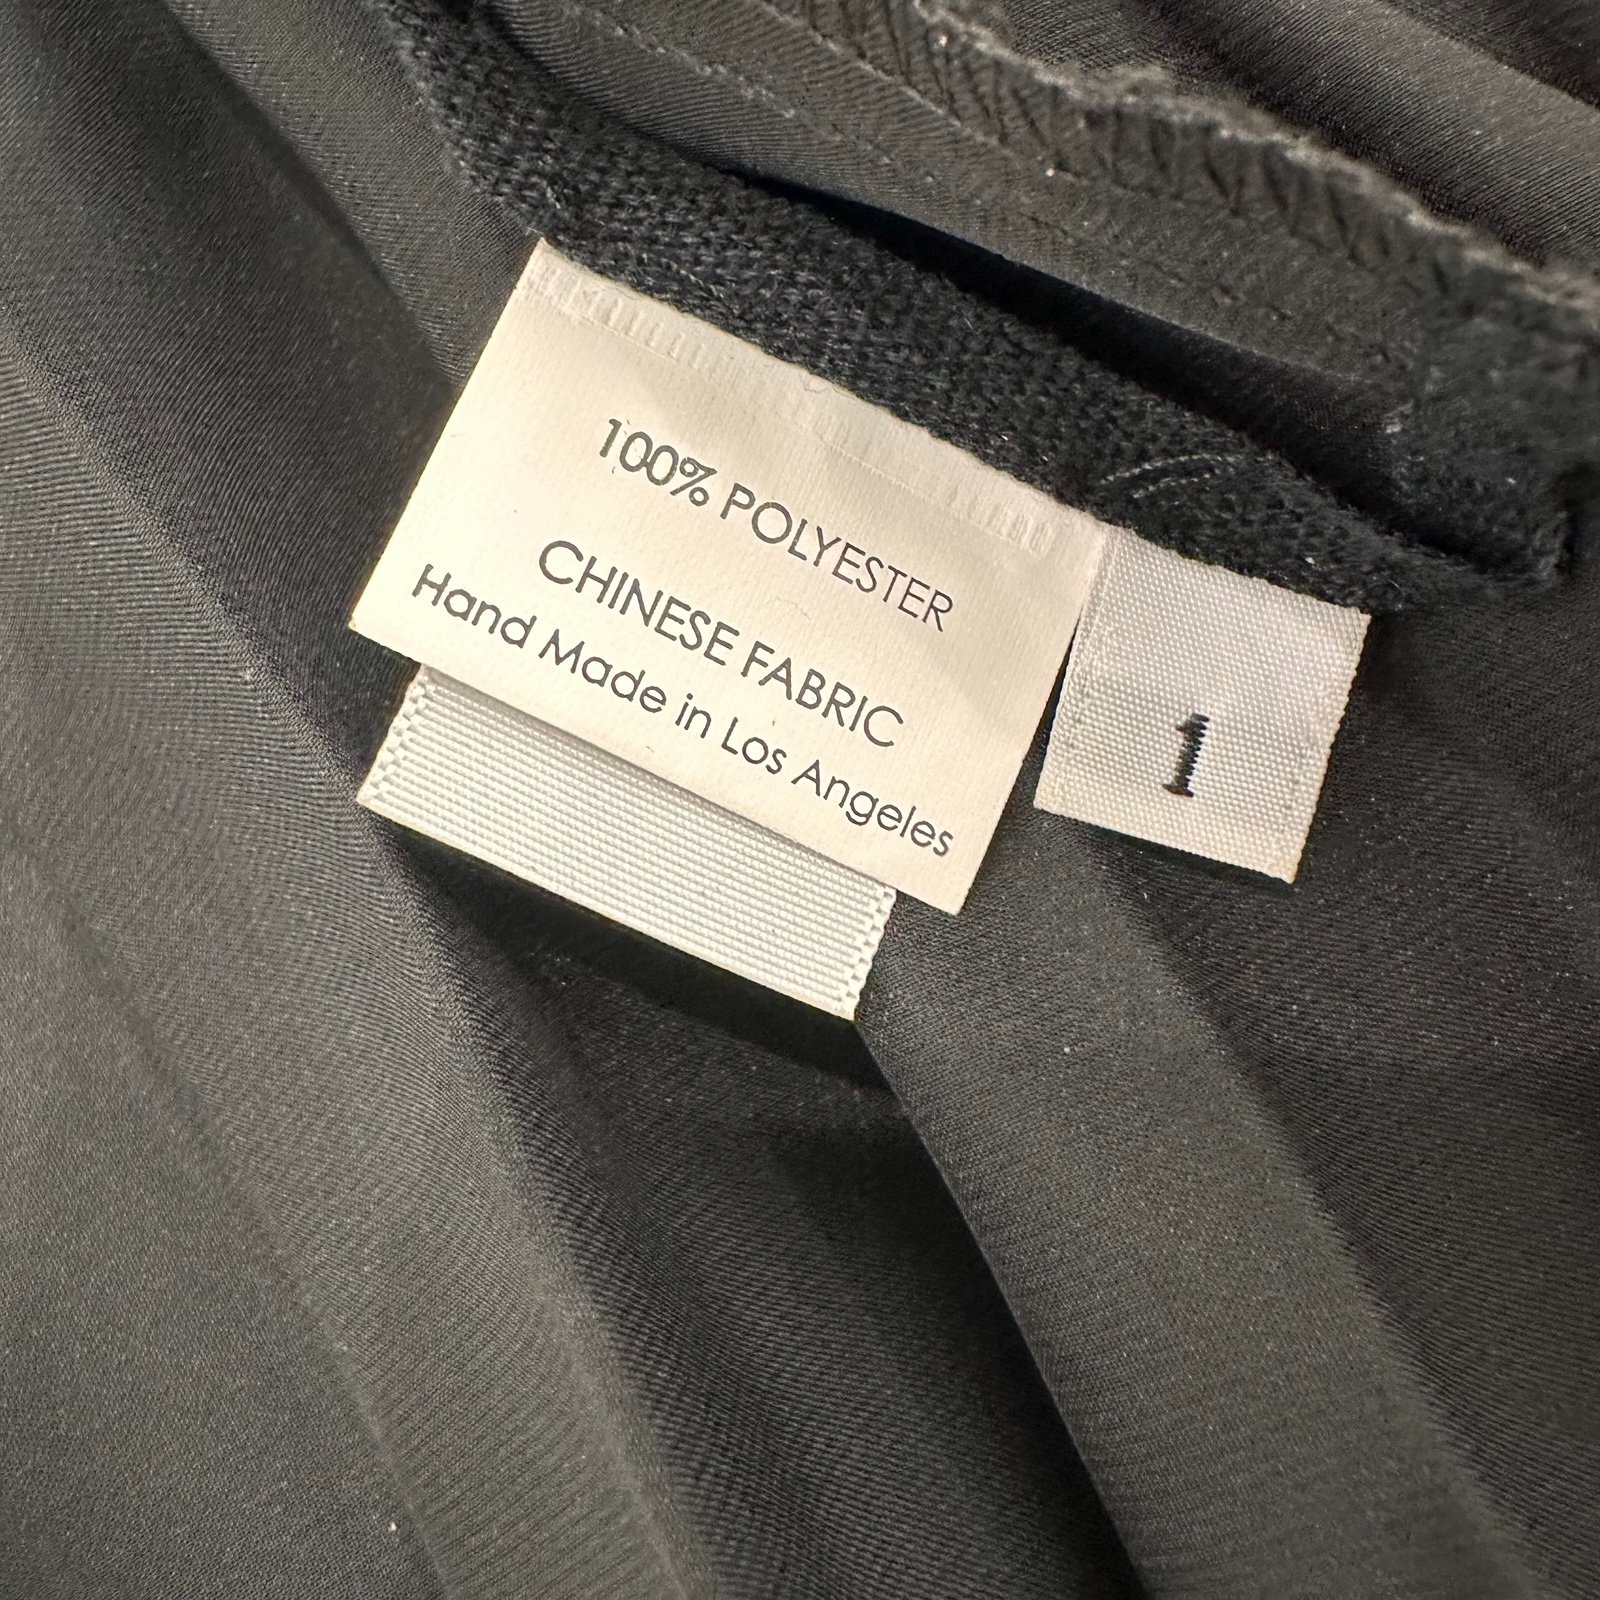 100% POLYESTER
CHINESE FABRIC
Hand Made in Los Angeles
1